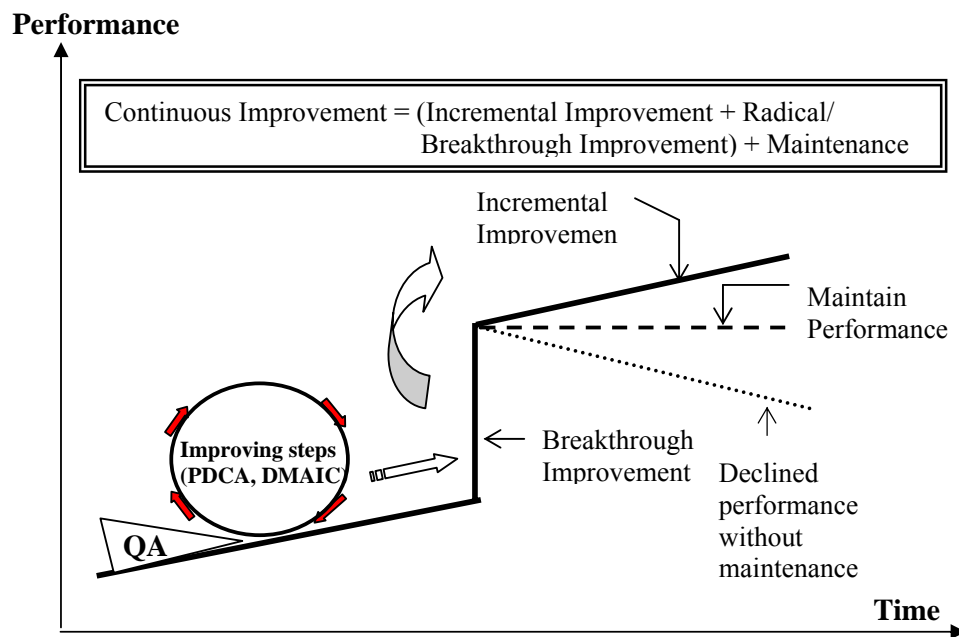 Performance
Continuous Improvement = (Incremental Improvement + Radical/
Breakthrough Improvement) + Maintenance
Incremental
Improvemen
Maintain
Performance
Improving steps
(PDCA, DMAIC)
Breakthrough
Improvement
QA
Declined
performance
without
maintenance
Time